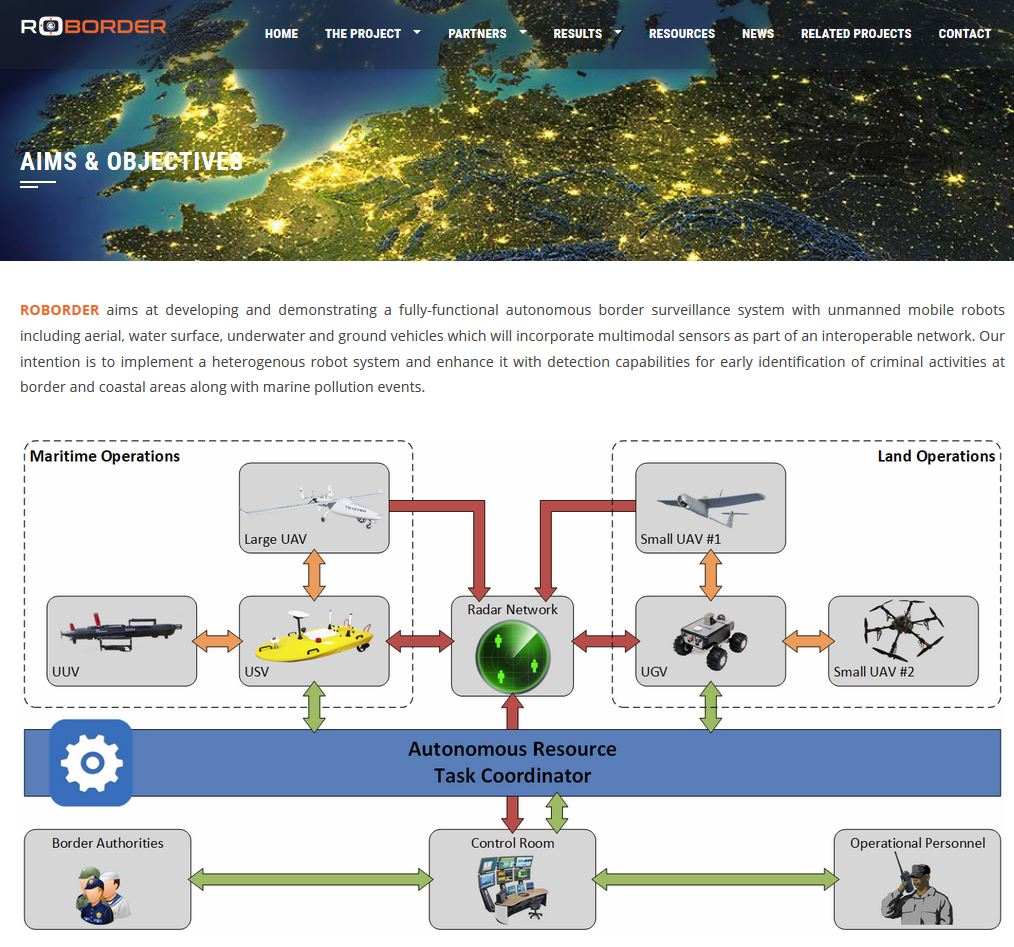 ROBORDER
HOME THE PROJECT PARTNERS RESULTS RESOURCES NEWS RELATED PROJECTS CONTACT
AIMS & OBJECTIVES
ROBORDER aims at developing and demonstrating a fully-functional autonomous border surveillance system with unmanned mobile robots
including aerial, water surface, underwater and ground vehicles which will incorporate multimodal sensors as part of an interoperable network. Our
intention is to implement a heterogenous robot system and enhance it with detection capabilities for early identification of criminal activities at
border and coastal areas along with marine pollution events.
Maritime Operations
Land Operations
TEKEVER
Large UAV
Small UAV #1
Radar Network
UUV
USV
UGV
Small UAV #2
Autonomous Resource
Task Coordinator
Border Authorities
Control Room
Operational Personnel